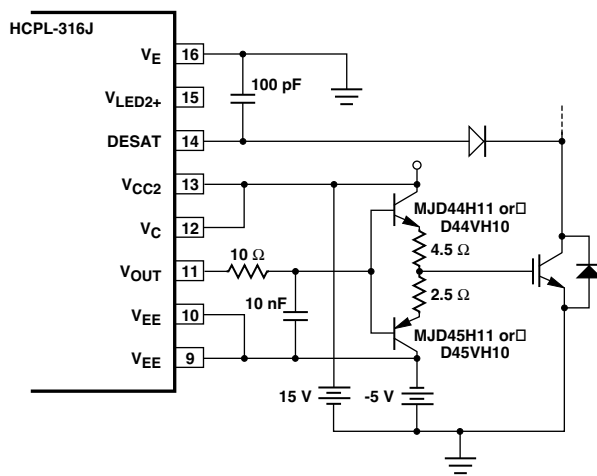 HCPL-316J
VE 16
VLED2+ 15
100 pF
DESAT 14
VCC2 13
VC 12
VOUT 11
VEE 10
VEE 9
10 Ω
10 nF
MJD44H11 or□
D44VH10
4.5 Ω
2.5 Ω
MJD45H11 or□
D45VH10
15 V
-5 V